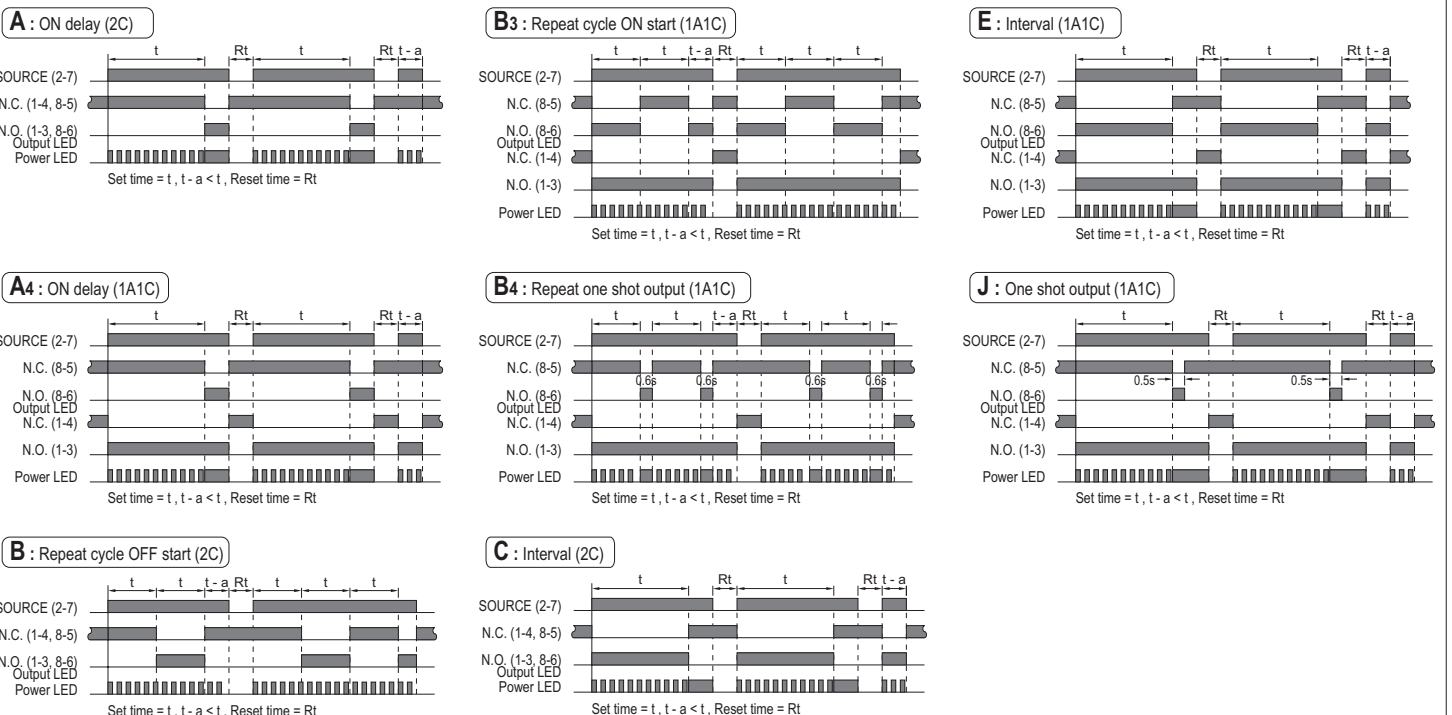 A : ON delay (2C)
t Rt t Rt t - a
SOURCE (2-7)
N.C. (1-4, 8-5)
N.O. (1-3, 8-6)
Output LED
Power LED
Set time = t , t - a < t , Reset time = Rt
B3 : Repeat cycle ON start (1A1C)
t t t - a Rt t t t
SOURCE (2-7)
N.C. (8-5)
N.O. (8-6)
Output LED
N.C. (1-4)
N.O. (1-3)
Power LED
Set time = t , t - a < t , Reset time = Rt
E : Interval (1A1C)
t Rt t Rt t - a
SOURCE (2-7)
N.C. (8-5)
N.O. (8-6)
Output LED
N.C. (1-4)
N.O. (1-3)
Power LED
Set time = t , t - a < t , Reset time = Rt
A4 : ON delay (1A1C)
t Rt t Rt t - a
SOURCE (2-7)
N.C. (8-5)
N.O. (8-6)
Output LED
N.C. (1-4)
N.O. (1-3)
Power LED
Set time = t , t - a < t , Reset time = Rt
B4 : Repeat one shot output (1A1C)
t t t - a Rt t t
SOURCE (2-7)
N.C. (8-5)
0.6s 0.6s 0.6s 0.6s
N.O. (8-6)
Output LED
N.C. (1-4)
N.O. (1-3)
Power LED
Set time = t , t - a < t , Reset time = Rt
J : One shot output (1A1C)
t Rt t Rt t - a
SOURCE (2-7)
N.C. (8-5)
0.5s 0.5s
N.O. (8-6)
Output LED
N.C. (1-4)
N.O. (1-3)
Power LED
Set time = t , t - a < t , Reset time = Rt
B : Repeat cycle OFF start (2C)
t t t - a Rt t t t
SOURCE (2-7)
N.C. (1-4, 8-5)
N.O. (1-3, 8-6)
Output LED
Power LED
Set time = t , t - a < t , Reset time = Rt
C : Interval (2C)
t Rt t Rt t - a
SOURCE (2-7)
N.C. (1-4, 8-5)
N.O. (1-3, 8-6)
Output LED
Power LED
Set time = t , t - a < t , Reset time = Rt